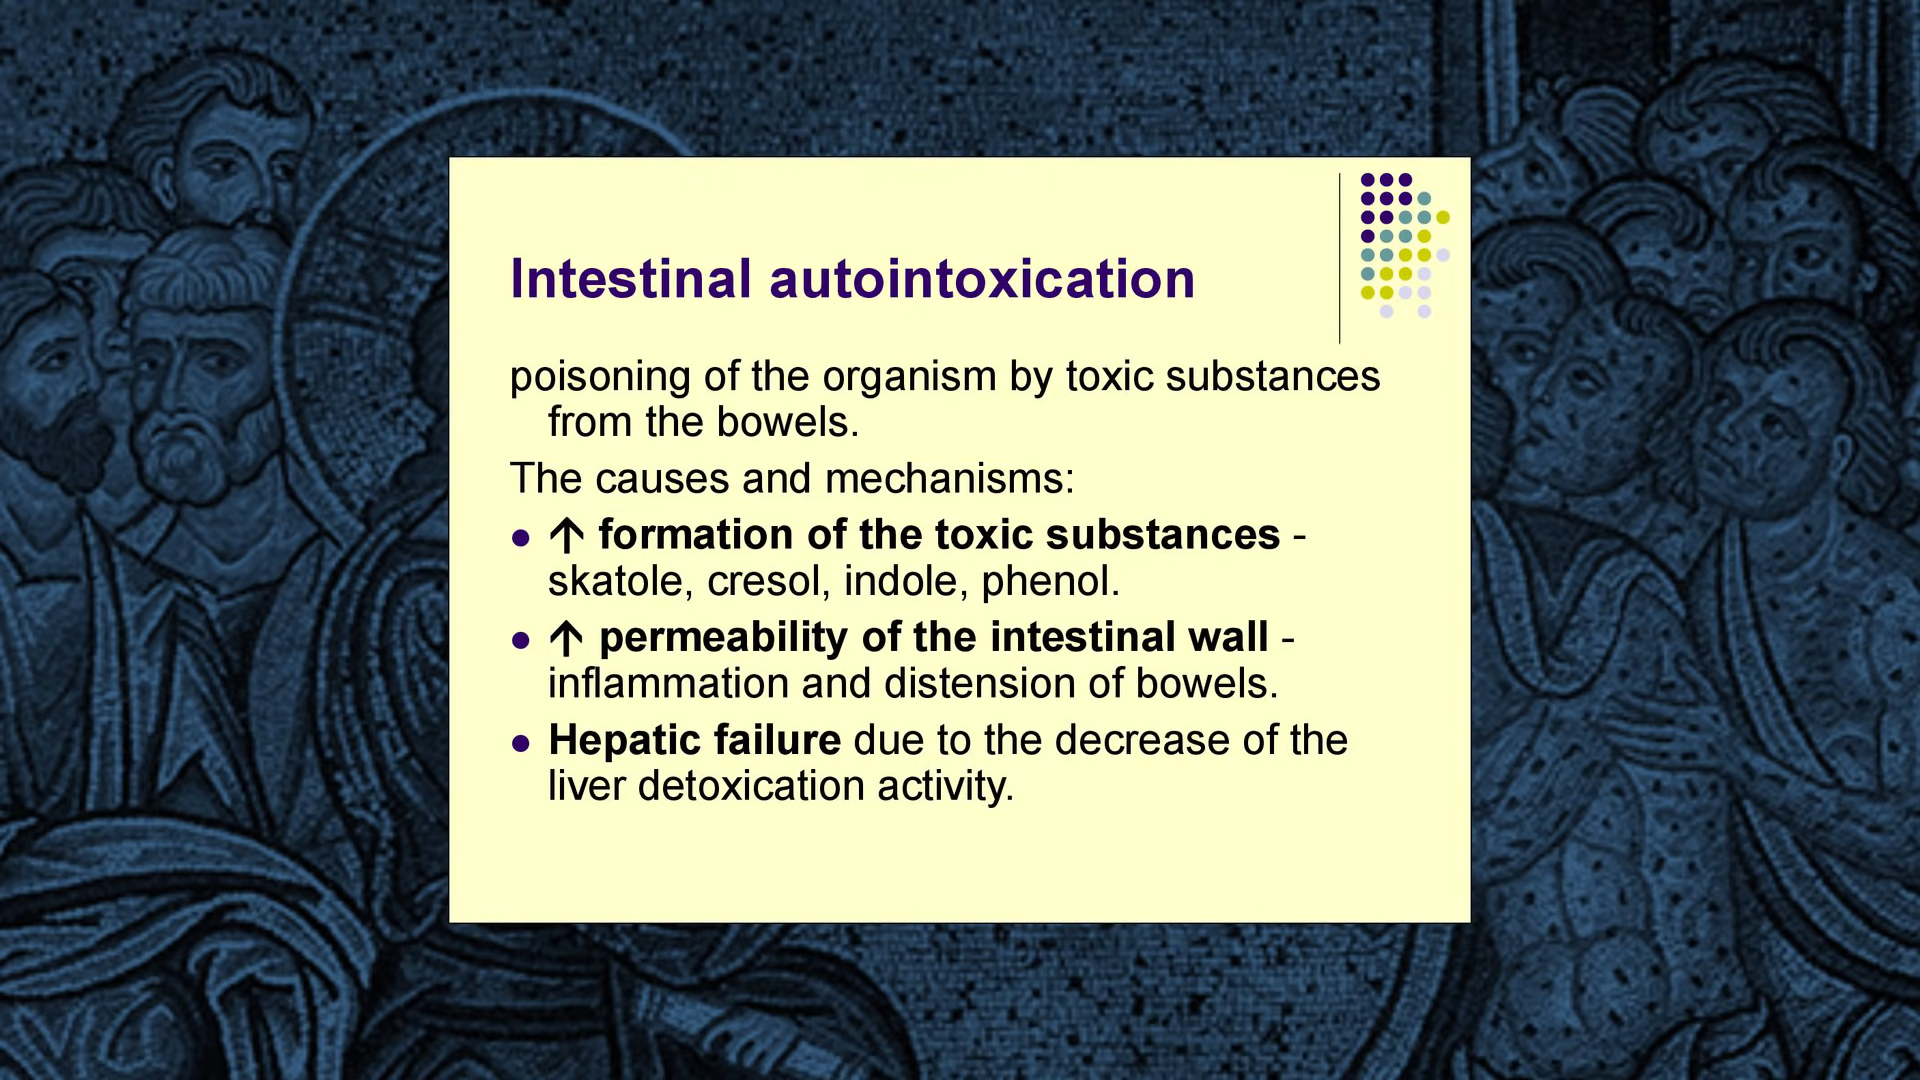 Intestinal autointoxication
poisoning of the organism by toxic substances
from the bowels.
The causes and mechanisms:
● ↑ formation of the toxic substances -
skatole, cresol, indole, phenol.
● ↑ permeability of the intestinal wall -
inflammation and distension of bowels.
● Hepatic failure due to the decrease of the
liver detoxication activity.